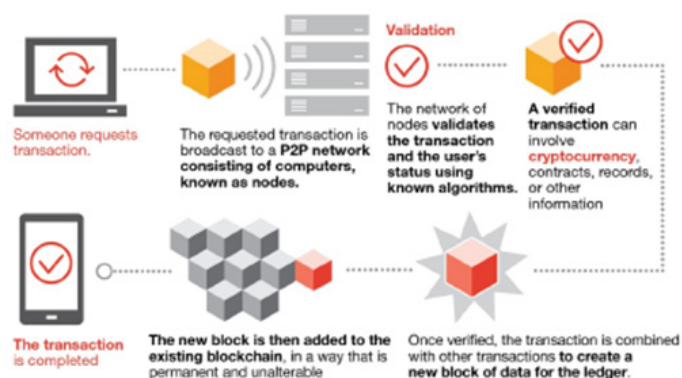 Someone requests
transaction.
The requested transaction is
broadcast to a P2P network
consisting of computers,
known as nodes.
Validation
The network of
nodes validates
the transaction
and the user's
status using
known algorithms.
A verified
transaction can
involve
cryptocurrency,
contracts, records,
or other
information
Once verified, the transaction is combined
with other transactions to create a
new block of data for the ledger.
The new block is then added to the
existing blockchain, in a way that is
permanent and unalterable
The transaction
is completed